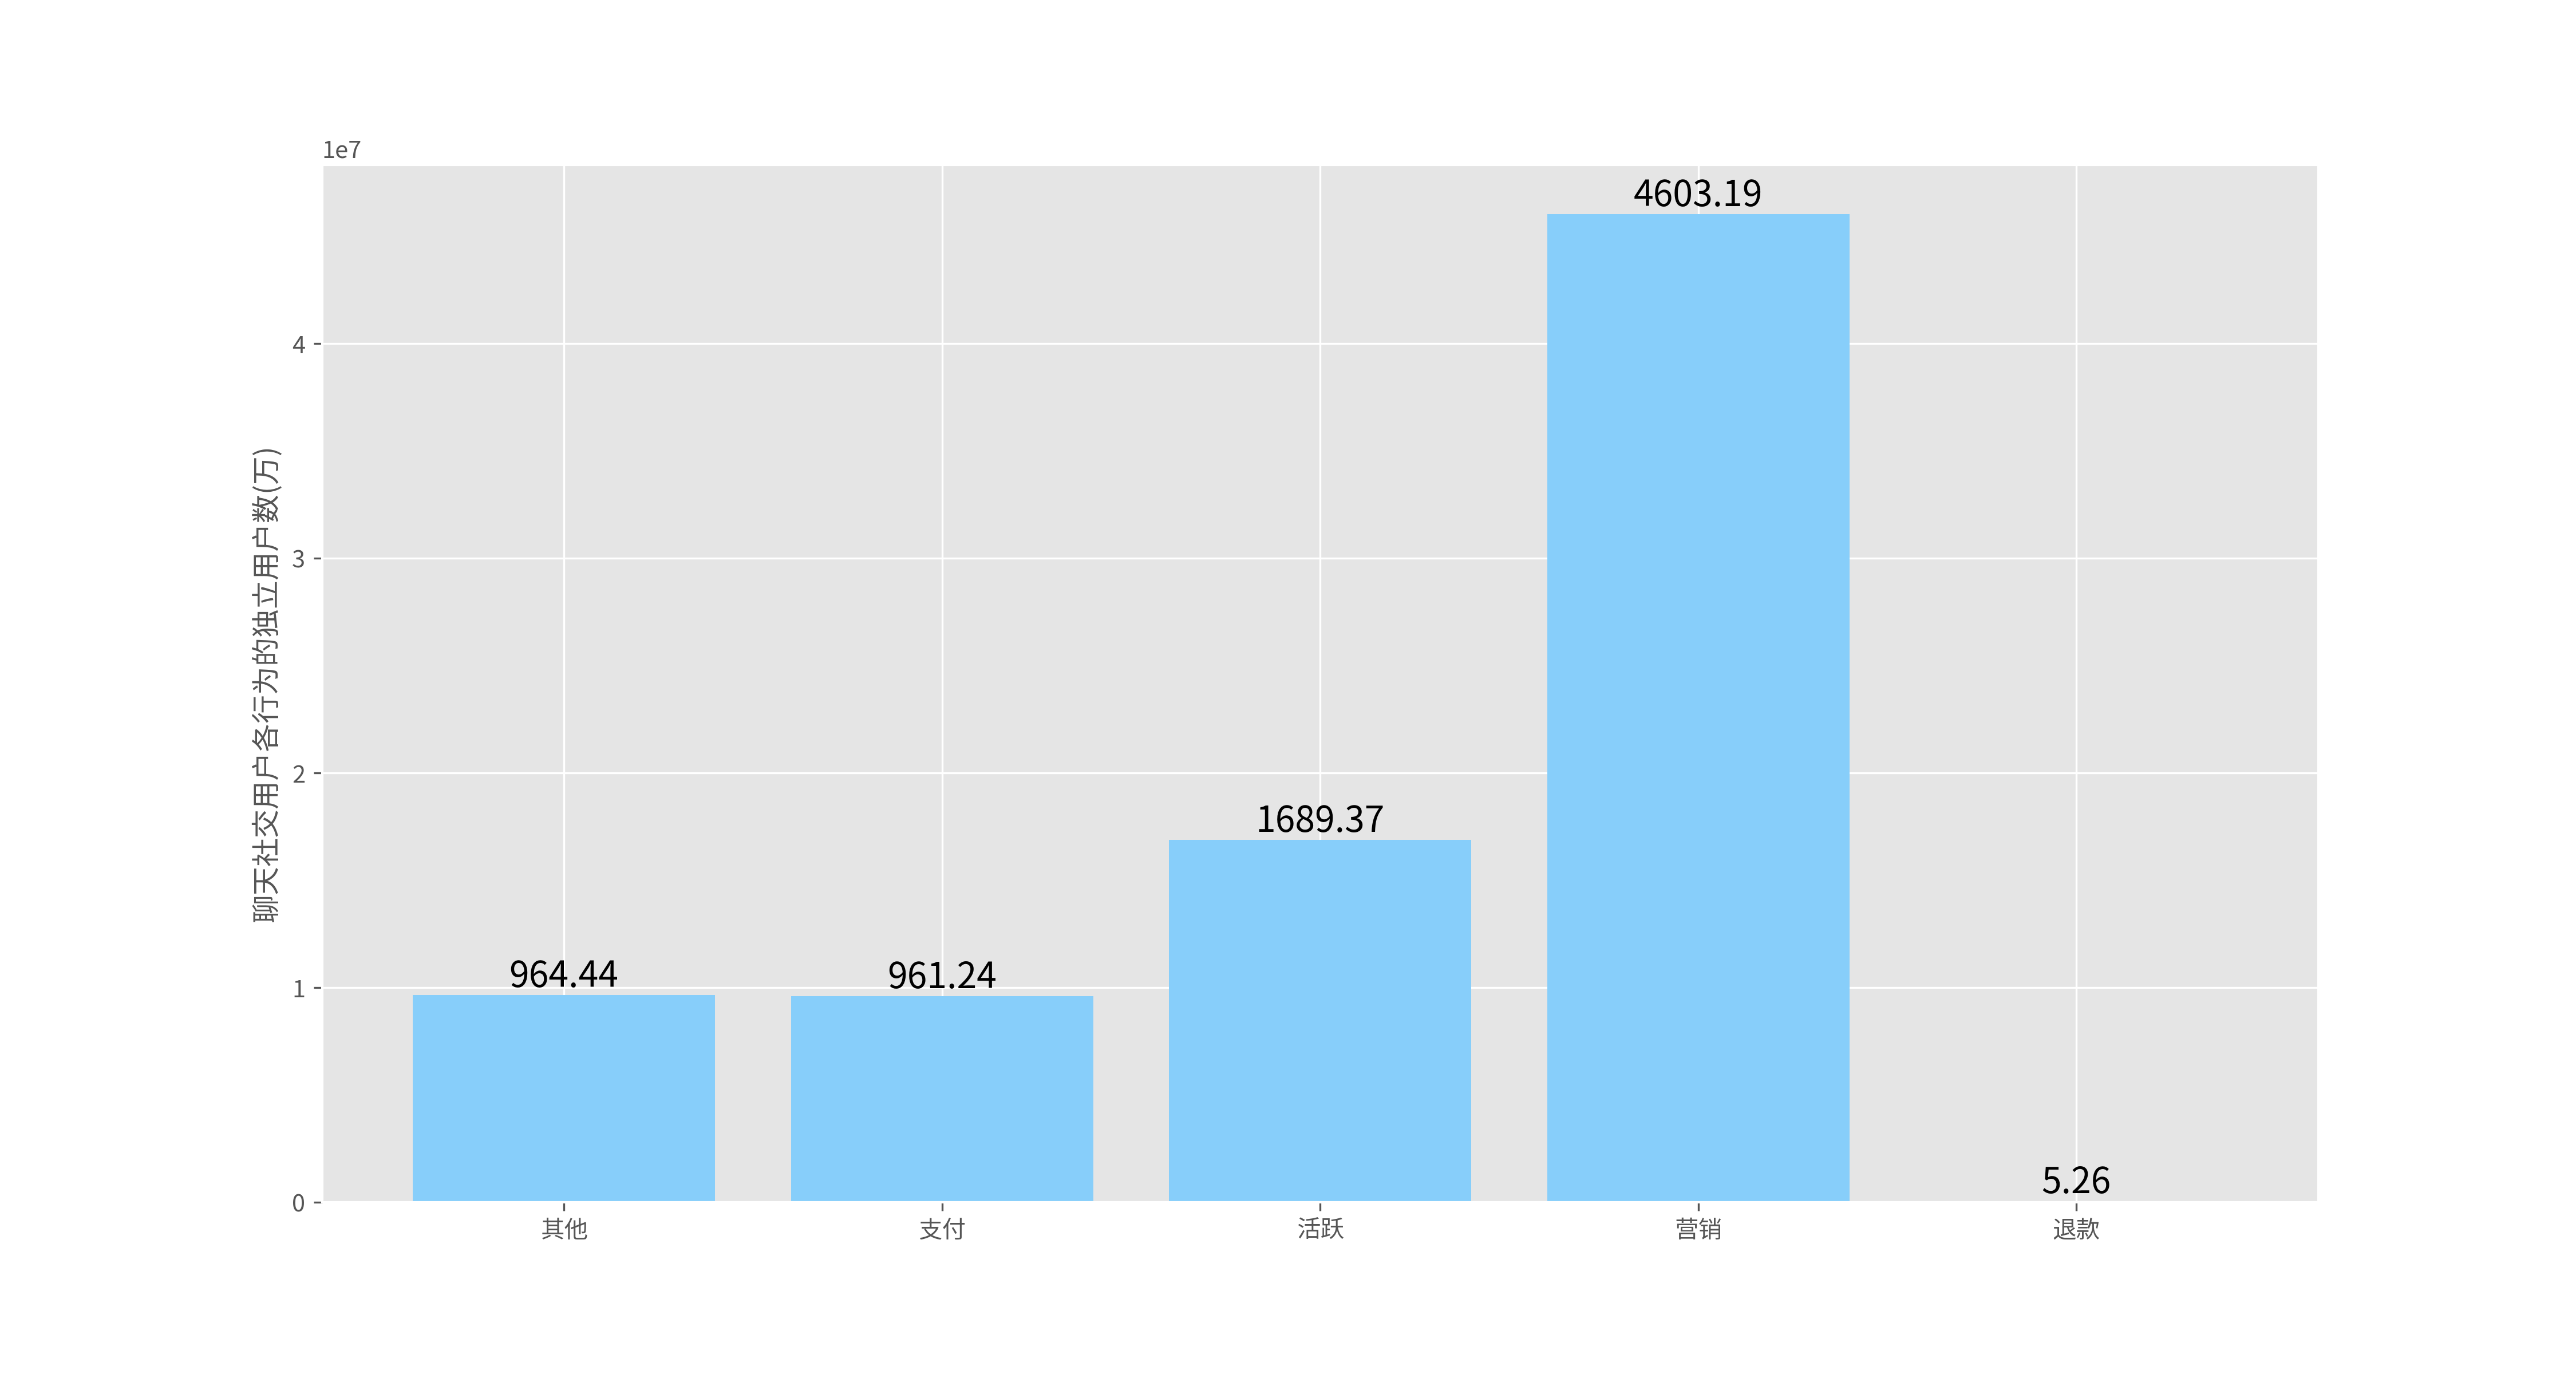 1e7
4603.19
4
3
2
1689.37
964.44
961.24
1
5.26
0
聊天社交用户各行为的独立用户数(万)
其他
支付
活跃
营销
退款